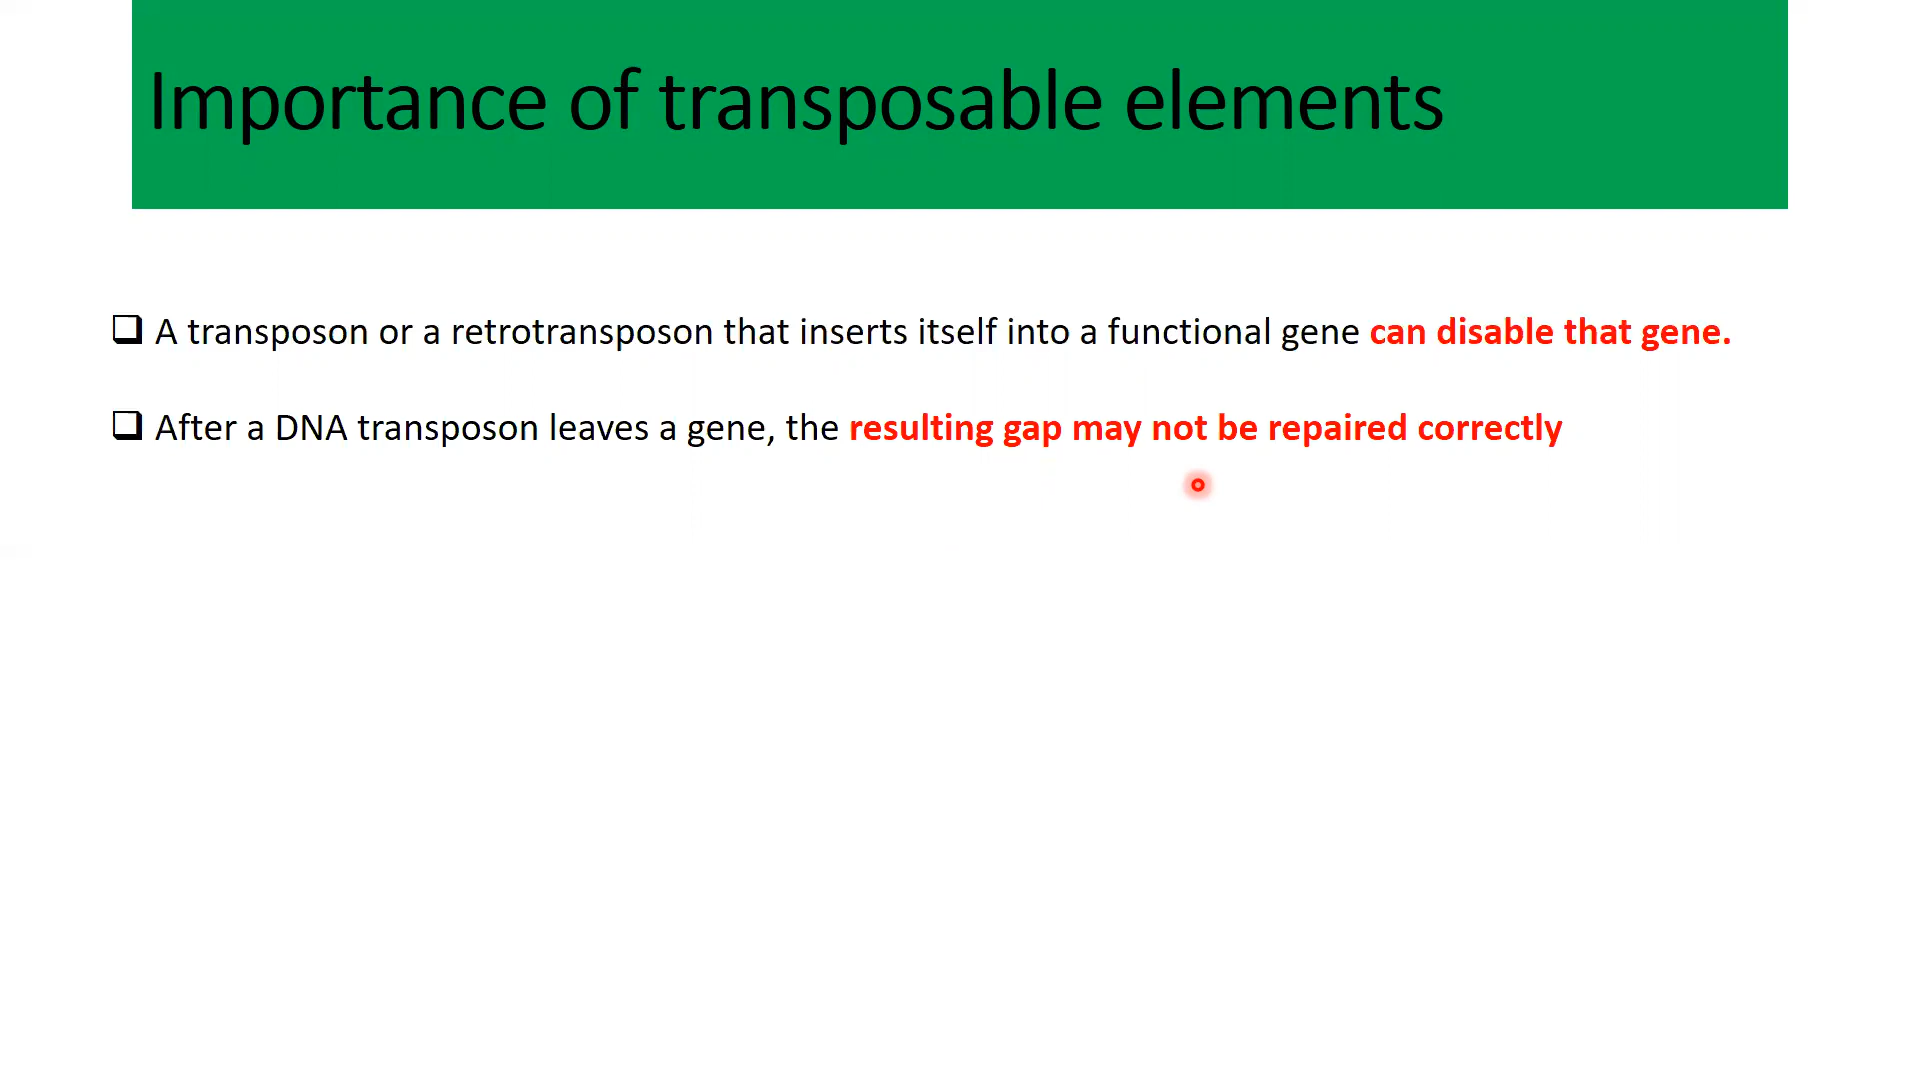 Importance of transposable elements
A transposon or a retrotransposon that inserts itself into a functional gene can disable that gene.
After a DNA transposon leaves a gene, the resulting gap may not be repaired correctly